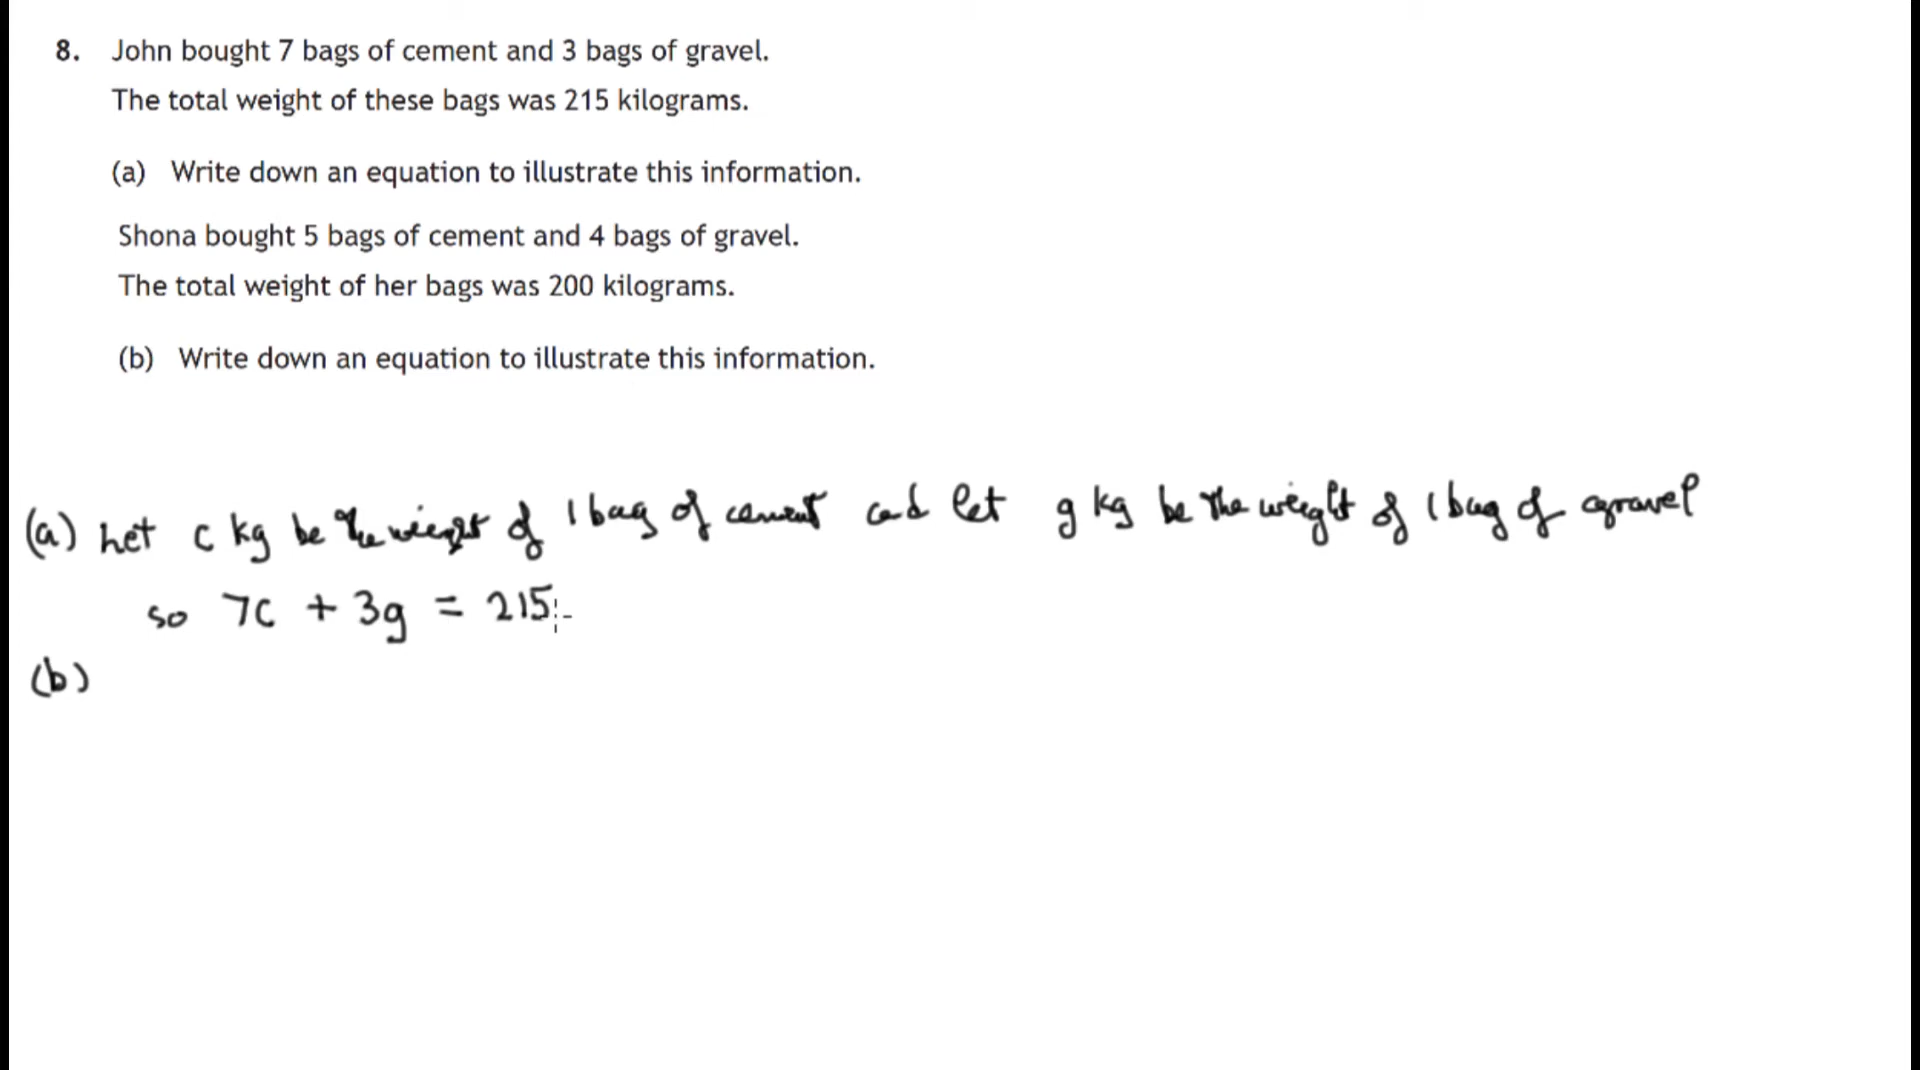 8. John bought 7 bags of cement and 3 bags of gravel.
The total weight of these bags was 215 kilograms.
(a) Write down an equation to illustrate this information.
Shona bought 5 bags of cement and 4 bags of gravel.
The total weight of her bags was 200 kilograms.
(b) Write down an equation to illustrate this information.
(a) Let c kg be the weight of 1 bag of cement and let g kg be the weight of 1 bag of gravel
so 7c + 3g = 215
(b)